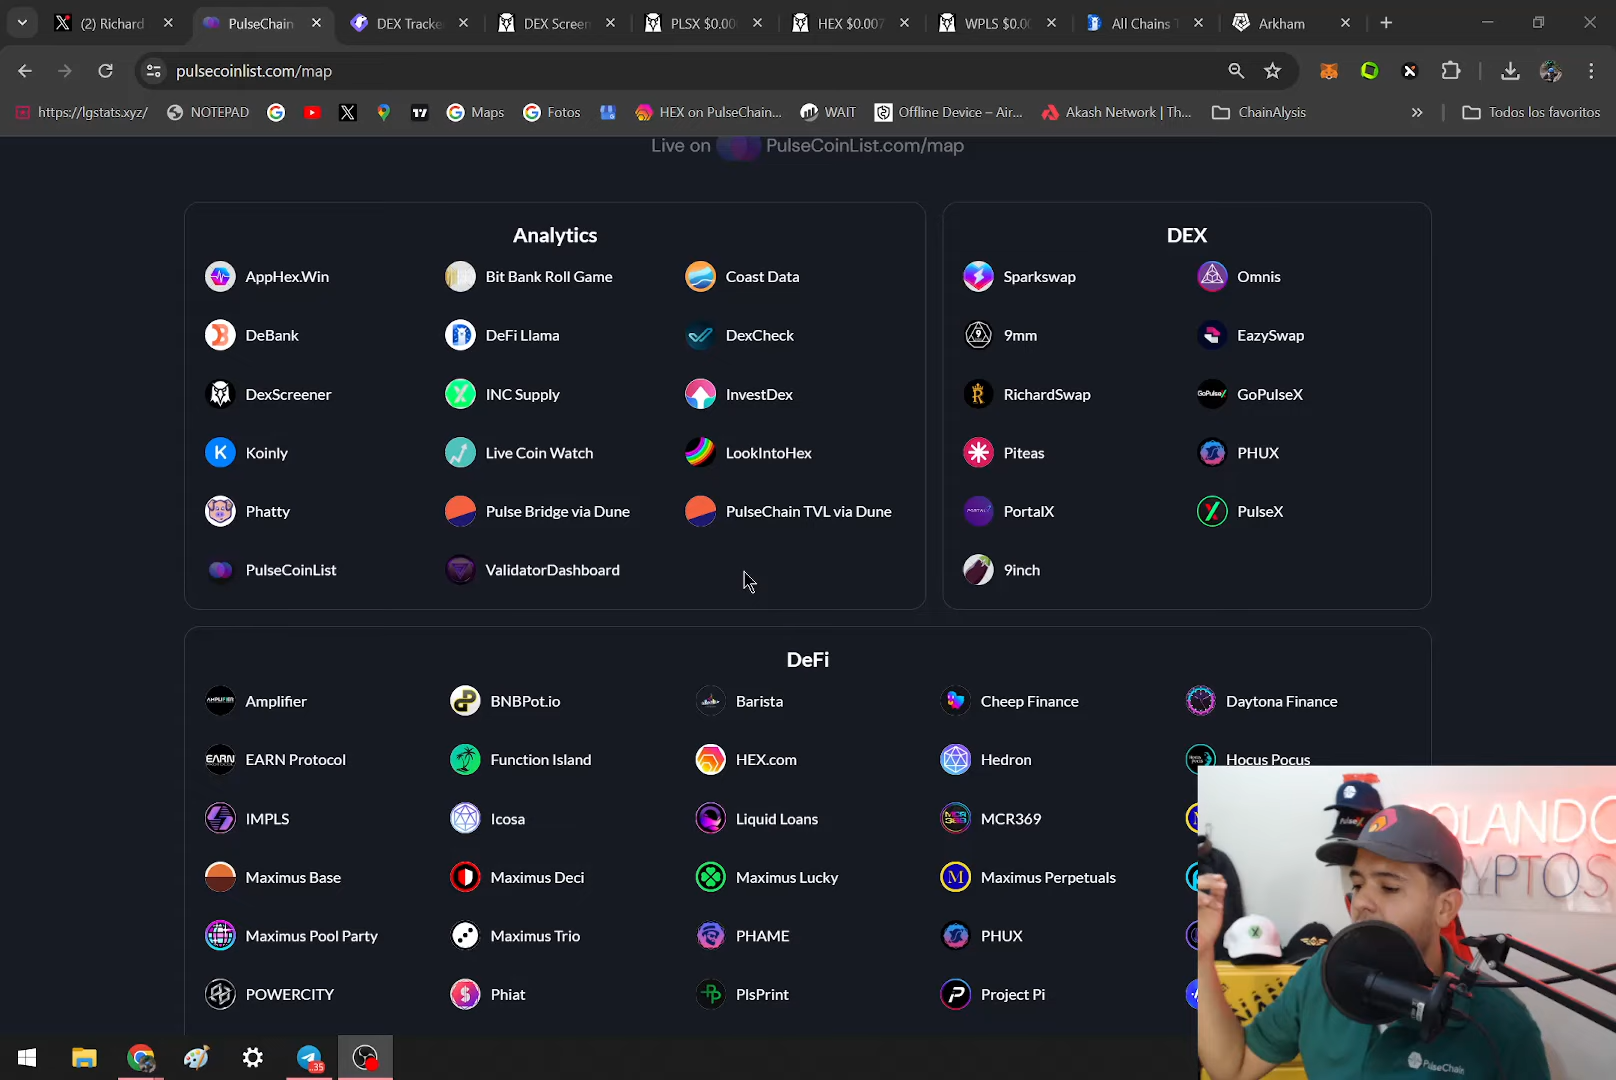 (2) Richard
PulseChain
DEX Tracke
DEX Screen
PLSX $0.00
HEX $0.007
WPLS $0.00
All Chains T
Arkham
pulsecoinlist.com/map
https://lgstats.xyz/
NOTEPAD
Maps
Fotos
HEX on PulseChain...
WAIT
Offline Device – Air...
Akash Network | Th...
ChainAlysis
Todos los favoritos
Live on PulseCoinList.com/map
Analytics
AppHex.Win
Bit Bank Roll Game
Coast Data
DeBank
DeFi Llama
DexCheck
DexScreener
INC Supply
InvestDex
Koinly
Live Coin Watch
LookIntoHex
Phatty
Pulse Bridge via Dune
PulseChain TVL via Dune
PulseCoinList
ValidatorDashboard
DEX
Sparkswap
Omnis
9mm
EazySwap
RichardSwap
GoPulseX
Piteas
PHUX
PortalX
PulseX
9inch
DeFi
Amplifier
BNBPot.io
Barista
Cheep Finance
Daytona Finance
EARN Protocol
Function Island
HEX.com
Hedron
Hocus Pocus
IMPLS
Icosa
Liquid Loans
MCR369
Maximus Base
Maximus Deci
Maximus Lucky
Maximus Perpetuals
Maximus Pool Party
Maximus Trio
PHAME
PHUX
POWERCITY
Phiat
PlsPrint
Project Pi
OLANDO
RYPTOS
PulseChain
35